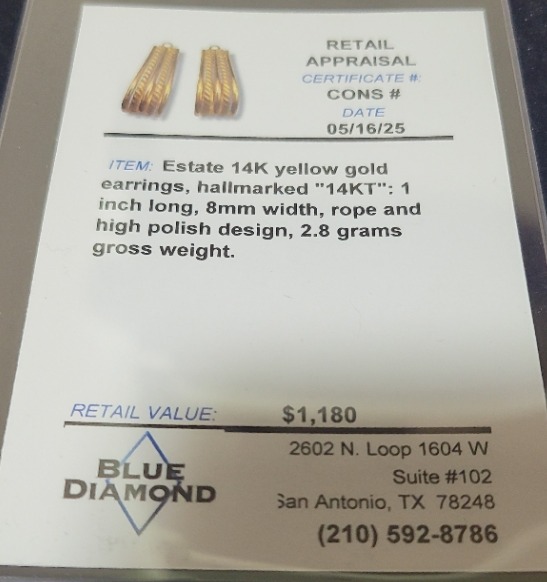 RETAIL
APPRAISAL
CERTIFICATE #:
CONS #
DATE
05/16/25
ITEM: Estate 14K yellow gold
earrings, hallmarked "14KT": 1
inch long, 8mm width, rope and
high polish design, 2.8 grams
gross weight.
RETAIL VALUE: $1,180
BLUE
DIAMOND
2602 N. Loop 1604 W
Suite #102
San Antonio, TX 78248
(210) 592-8786